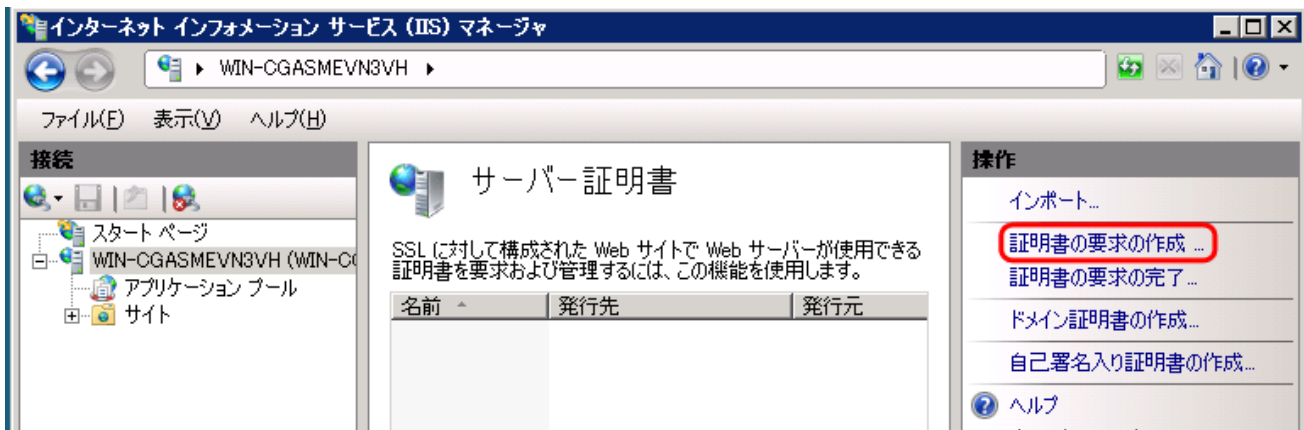 インターネット インフォメーション サービス (IIS) マネージャ
WIN-CGASMEVN3VH
ファイル(F) 表示(V) ヘルプ(H)
接続
スタート ページ
WIN-CGASMEVN3VH (WIN-CG
アプリケーション プール
サイト
サーバー証明書
SSL に対して構成された Web サイトで Web サーバーが使用できる
証明書を要求および管理するには、この機能を使用します。
名前 発行先 発行元
操作
インポート...
証明書の要求の作成 ...
証明書の要求の完了...
ドメイン証明書の作成...
自己署名入り証明書の作成...
ヘルプ